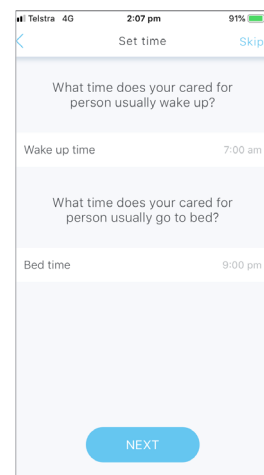 Telstra 4G 2:07 pm 91%
Set time Skip
What time does your cared for
person usually wake up?
Wake up time 7:00 am
What time does your cared for
person usually go to bed?
Bed time 9:00 pm
NEXT